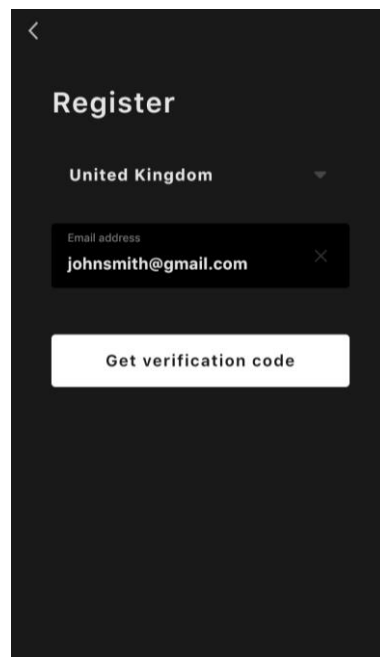 Register
United Kingdom
Email address
johnsmith@gmail.com
Get verification code